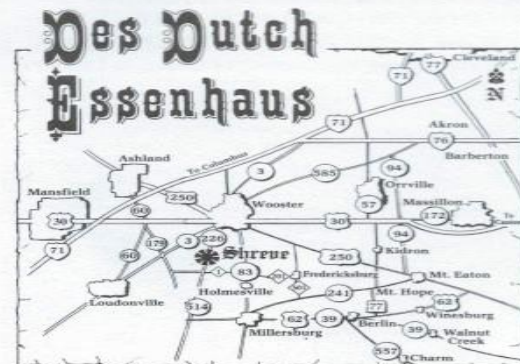 Des Dutch
Essenhaus
77
Cleveland
71
N
71
Akron
76
Barberton
To Columbus
Ashland
3
585
94
Mansfield
250
Orrville
Massillon
60
Wooster
57
172
30
30
To
71
179
3
226
94
Kidron
60
Shreve
250
1
83
Fredericksburg
Mt. Eaton
Loudonville
Holmesville
241
Mt. Hope
514
77
62
62
39
Winesburg
Millersburg
Berlin
39
Walnut
Creek
557
Charm